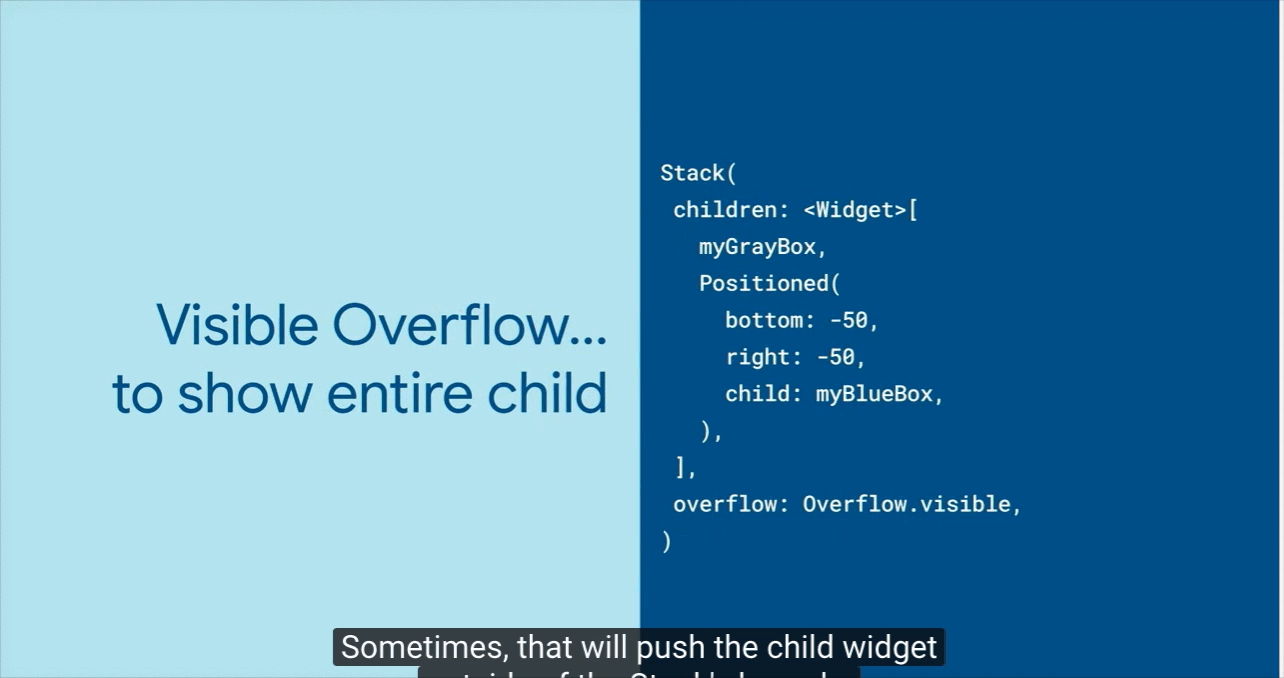 Visible Overflow...
to show entire child
Stack(
children: <Widget>[
myGrayBox,
Positioned(
bottom: -50,
right: -50,
child: myBlueBox,
),
],
overflow: Overflow.visible,
)
Sometimes, that will push the child widget